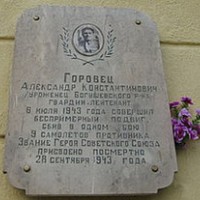 Горовец
Александр Константинович
уроженец Богушевского р-на
гвардии-лейтенант
6 июля 1943 года совершил
беспримерный подвиг
сбив в одном бою
9 самолетов противника
Звание Героя Советского Союза
присвоено посмертно
28 сентября 1943 года